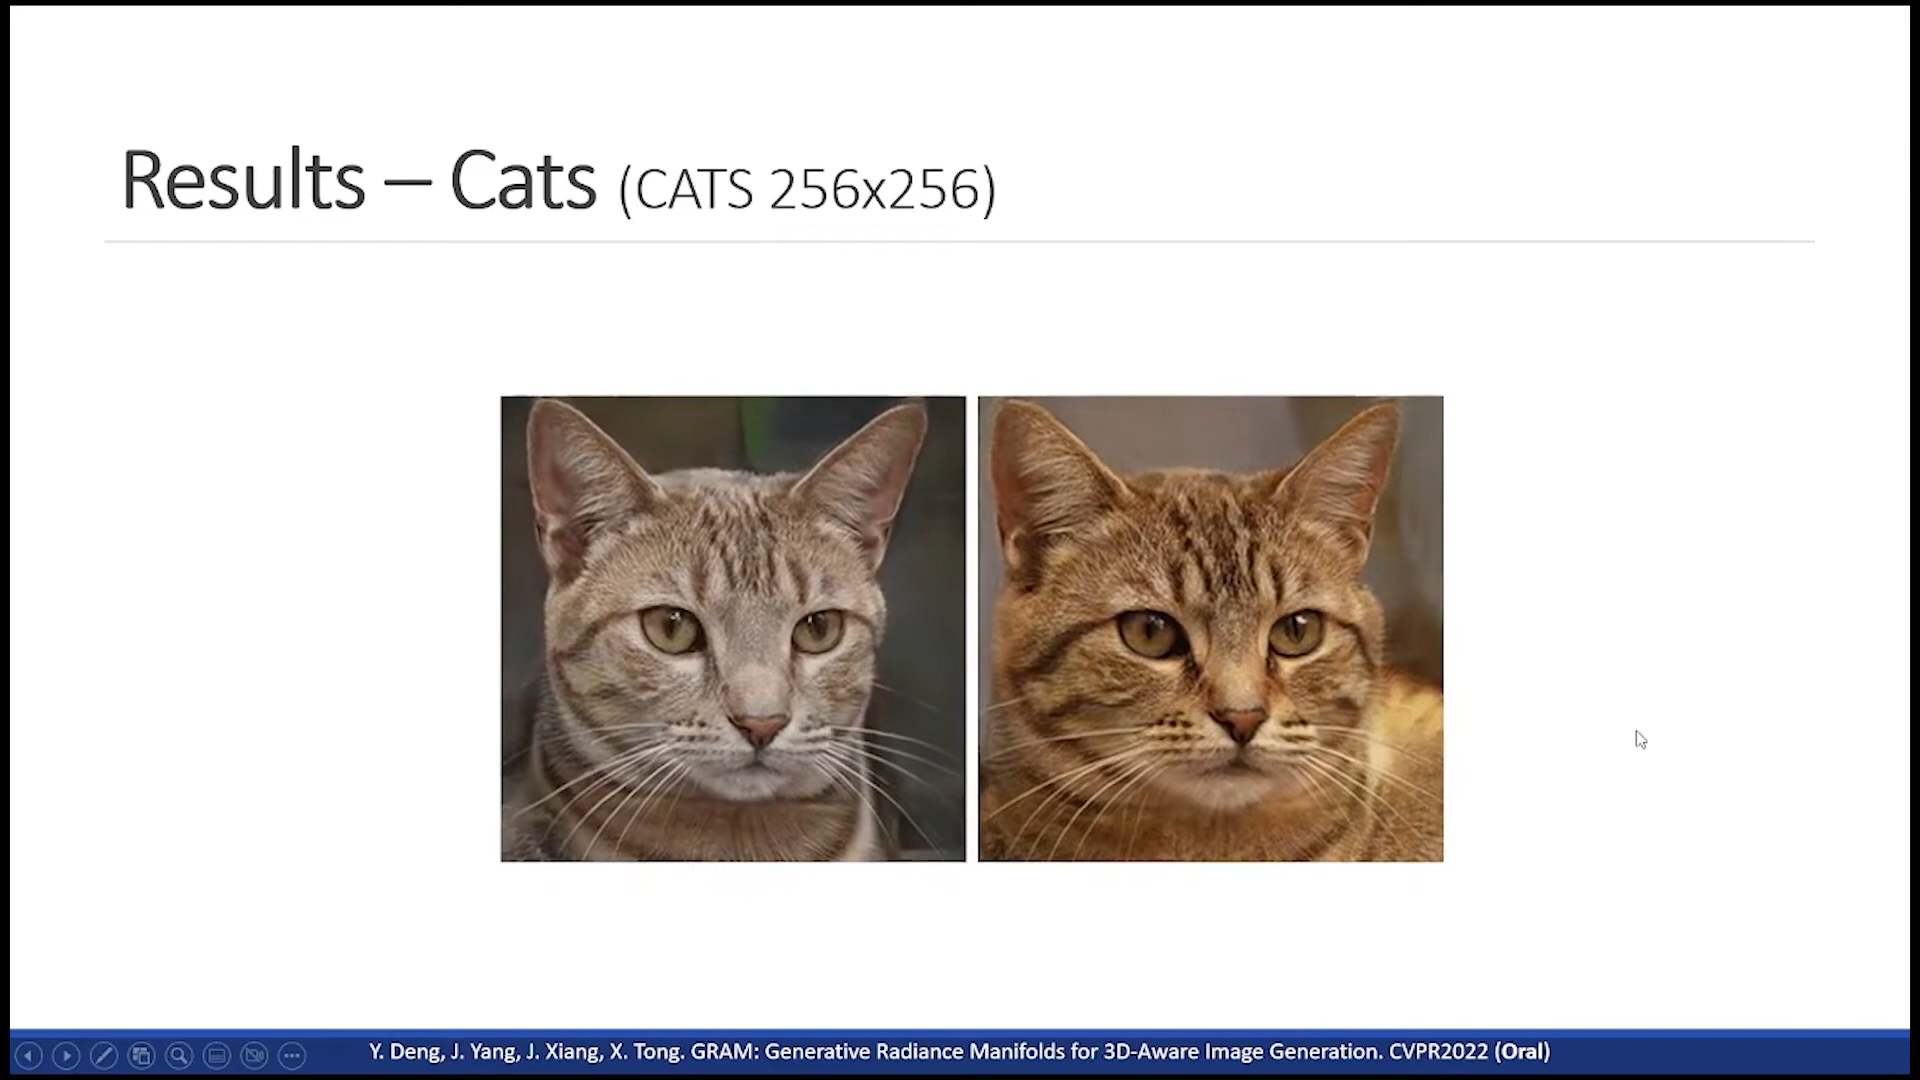 Results – Cats (CATS 256x256)
Y. Deng, J. Yang, J. Xiang, X. Tong. GRAM: Generative Radiance Manifolds for 3D-Aware Image Generation. CVPR2022 (Oral)